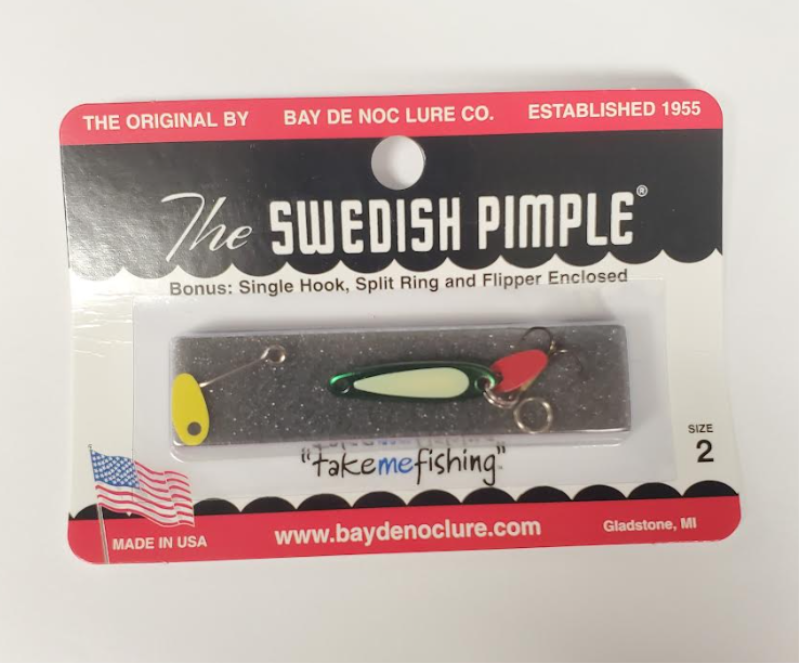 THE ORIGINAL BY BAY DE NOC LURE CO. ESTABLISHED 1955
The SWEDISH PIMPLE®
Bonus: Single Hook, Split Ring and Flipper Enclosed
"takemefishing"
SIZE
2
MADE IN USA
www.baydenoclure.com
Gladstone, MI